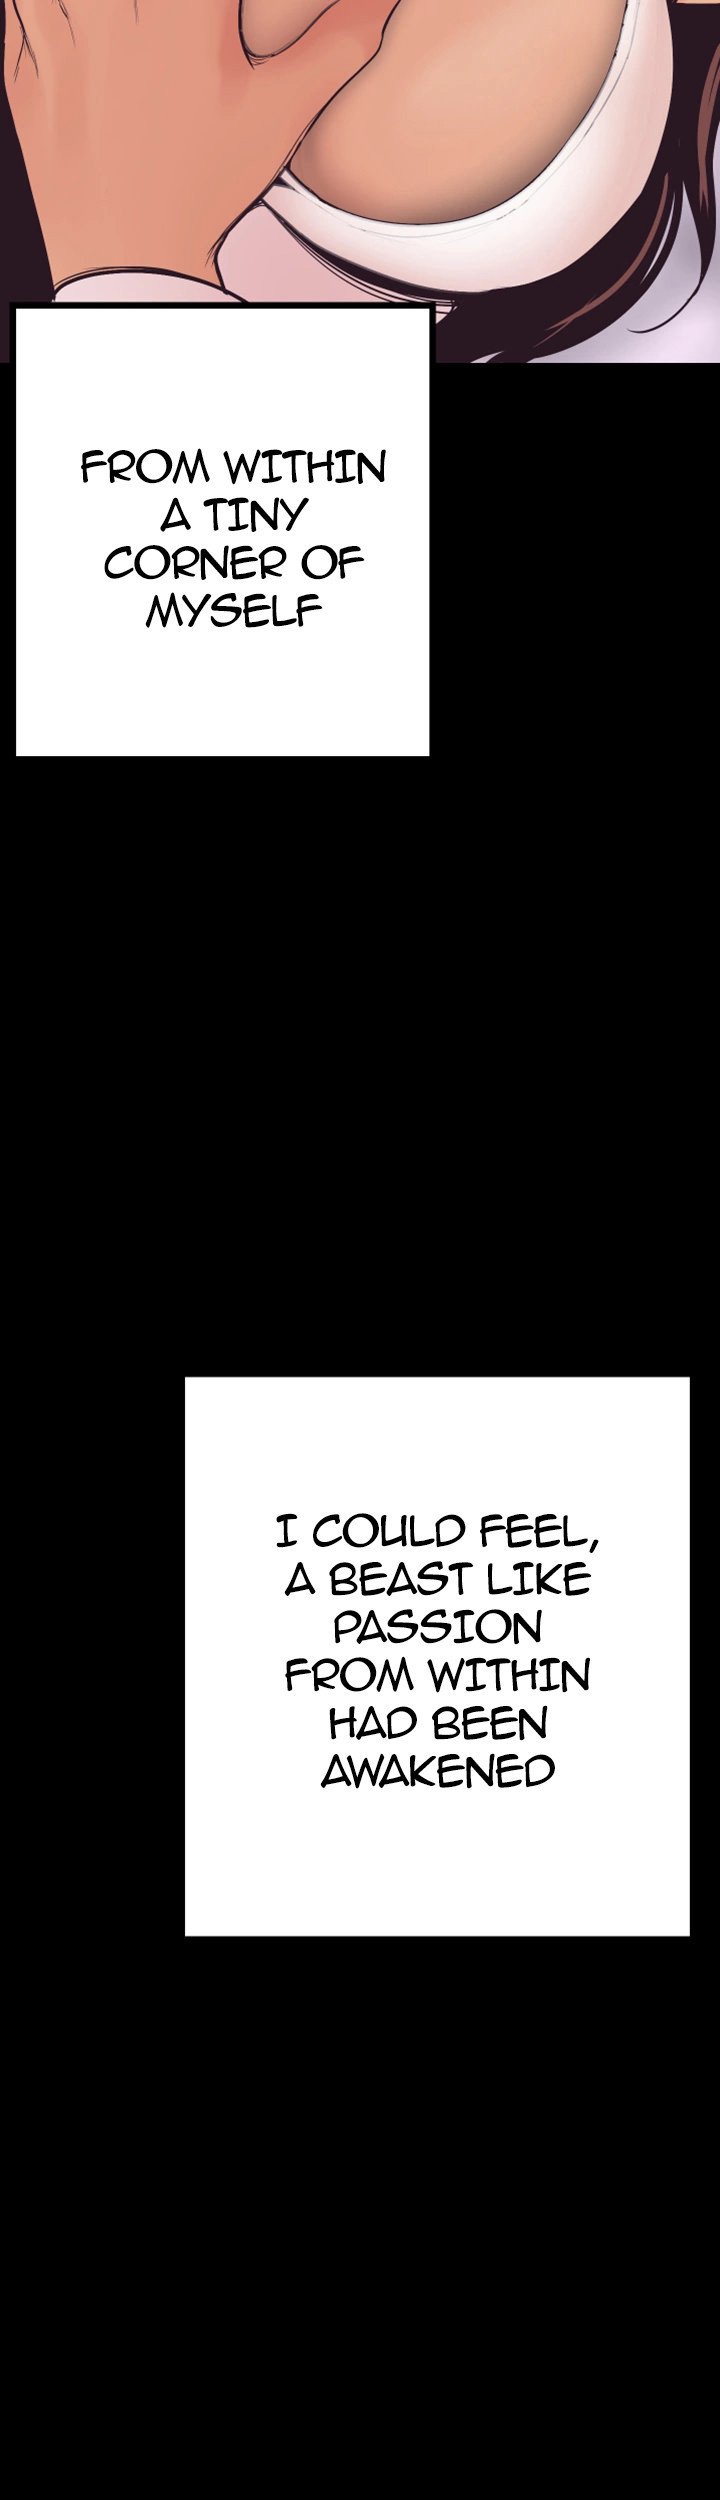 FROM WITHIN
A TINY
CORNER OF
MYSELF
I COULD FEEL,
A BEAST LIKE
PASSION
FROM WITHIN
HAD BEEN
AWAKENED